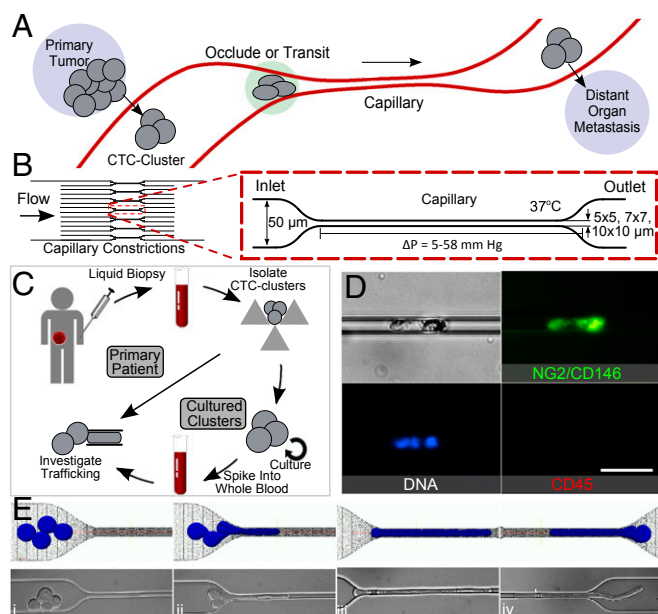 A
Primary
Tumor
CTC-Cluster
Occlude or Transit
Capillary
Distant
Organ
Metastasis
B
Flow
Capillary Constrictions
Inlet
50 µm
Capillary
37°C
Outlet
5x5, 7x7,
10x10 µm
ΔP = 5-58 mm Hg
C
Liquid Biopsy
Isolate
CTC-clusters
Primary
Patient
Cultured
Clusters
Investigate
Trafficking
Spike Into
Whole Blood
Culture
D
NG2/CD146
DNA
CD45
E
i
ii
iii
iv